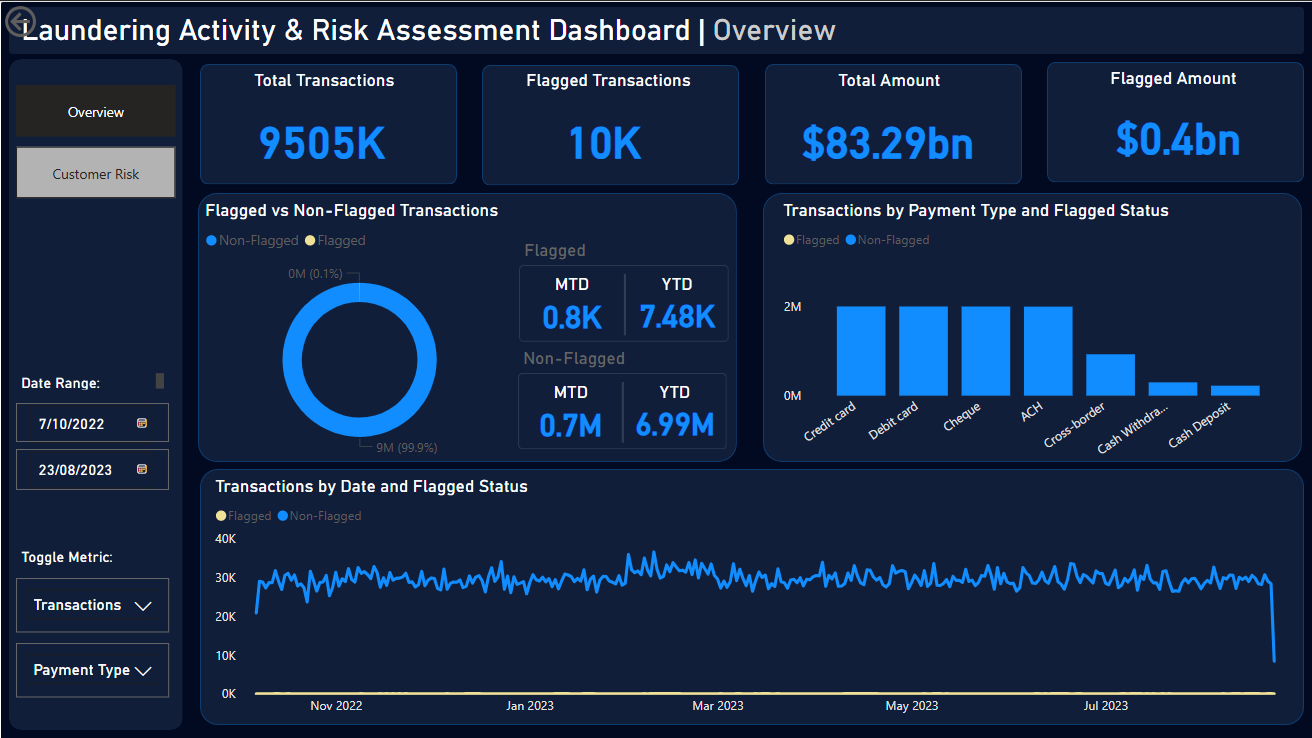 Laundering Activity & Risk Assessment Dashboard | Overview
Overview
Customer Risk
Date Range:
7/10/2022
23/08/2023
Toggle Metric:
Transactions
Payment Type
Total Transactions
9505K
Flagged Transactions
10K
Total Amount
$83.29bn
Flagged Amount
$0.4bn
Flagged vs Non-Flagged Transactions
Non-Flagged Flagged
0M (0.1%)
9M (99.9%)
Flagged
MTD YTD
0.8K 7.48K
Non-Flagged
MTD YTD
0.7M 6.99M
Transactions by Payment Type and Flagged Status
Flagged Non-Flagged
2M
0M
Credit card Debit card Cheque ACH Cross-border Cash Withdra... Cash Deposit
Transactions by Date and Flagged Status
Flagged Non-Flagged
40K
30K
20K
10K
0K
Nov 2022 Jan 2023 Mar 2023 May 2023 Jul 2023